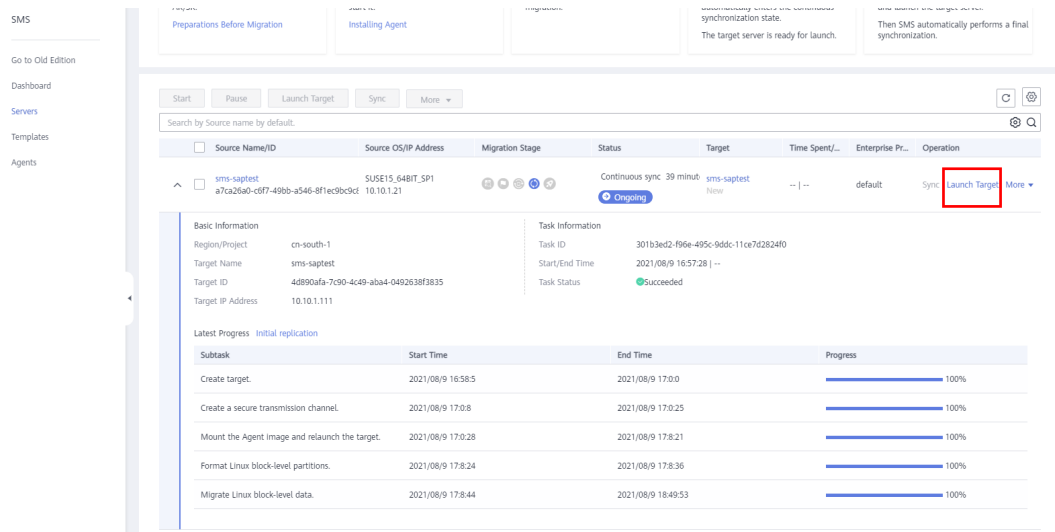 SMS
Go to Old Edition
Dashboard
Servers
Templates
Agents
Preparations Before Migration
Installing Agent
synchronization state.
The target server is ready for launch.
Then SMS automatically performs a final
synchronization.
Start Pause Launch Target Sync More
Search by Source name by default.
Source Name/ID Source OS/IP Address Migration Stage Status Target Time Spent/... Enterprise Pr... Operation
sms-saptest SUSE15_64BIT_SP1 Continuous sync 39 minut sms-saptest
a7ca26a0-c6f7-49bb-a546-8f1ec9bc9c 10.10.1.21 Ongoing New -- | -- default Sync Launch Target More
Basic Information Task Information
Region/Project cn-south-1 Task ID 301b3ed2-f96e-495c-9ddc-11ce7d2824f0
Target Name sms-saptest Start/End Time 2021/08/9 16:57:28 | --
Target ID 4d890afa-7c90-4c49-aba4-0492638f3835 Task Status Succeeded
Target IP Address 10.10.1.111
Latest Progress Initial replication
Subtask Start Time End Time Progress
Create target. 2021/08/9 16:58:5 2021/08/9 17:0:0 100%
Create a secure transmission channel. 2021/08/9 17:0:8 2021/08/9 17:0:25 100%
Mount the Agent image and relaunch the target. 2021/08/9 17:0:28 2021/08/9 17:8:21 100%
Format Linux block-level partitions. 2021/08/9 17:8:24 2021/08/9 17:8:36 100%
Migrate Linux block-level data. 2021/08/9 17:8:44 2021/08/9 18:49:53 100%